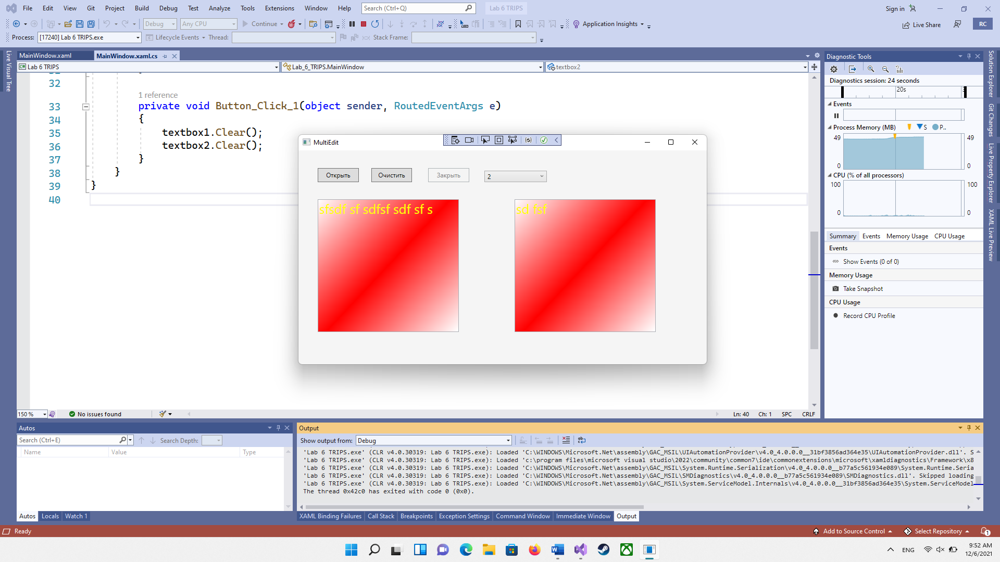 File Edit View Git Project Build Debug Test Analyze Tools Extensions Window Help Search (Ctrl+Q) Lab 6 TRIPS Sign in
Debug Any CPU Continue Application Insights Live Share RC
Process: [17240] Lab 6 TRIPS.exe Lifecycle Events Thread: Stack Frame:
Live Visual Tree
MainWindow.xaml MainWindow.xaml.cs
Lab 6 TRIPS Lab_6_TRIPS.MainWindow textbox2
32
1 reference
33 private void Button_Click_1(object sender, RoutedEventArgs e)
34 {
35 textbox1.Clear();
36 textbox2.Clear();
37 }
38 }
39 }
40
MultiEdit
Открыть Очистить Закрыть 2
sfsdf sf sdfsf sdf sf s
sd fsf
150 % No issues found Ln: 40 Ch: 1 SPC CRLF
Diagnostic Tools
Diagnostics session: 24 seconds
20s
Events
Process Memory (MB) S P..
49 49
0 0
CPU (% of all processors)
100 100
0 0
Summary Events Memory Usage CPU Usage
Events
Show Events (0 of 0)
Memory Usage
Take Snapshot
CPU Usage
Record CPU Profile
Solution Explorer
Git Changes
Live Property Explorer
XAML Live Preview
Autos
Search (Ctrl+E) Search Depth:
Name Value Type
Autos Locals Watch 1
Output
Show output from: Debug
'Lab 6 TRIPS.exe' (CLR v4.0.30319: Lab 6 TRIPS.exe): Loaded 'C:\WINDOWS\Microsoft.Net\assembly\GAC_MSIL\UIAutomationProvider\v4.0_4.0.0.0__31bf3856ad364e35\UIAutomationProvider.dll'. S
'Lab 6 TRIPS.exe' (CLR v4.0.30319: Lab 6 TRIPS.exe): Loaded 'c:\program files\microsoft visual studio\2022\community\common7\ide\commonextensions\microsoft\xamldiagnostics\Framework\x8
'Lab 6 TRIPS.exe' (CLR v4.0.30319: Lab 6 TRIPS.exe): Loaded 'C:\WINDOWS\Microsoft.Net\assembly\GAC_MSIL\System.Runtime.Serialization\v4.0_4.0.0.0__b77a5c561934e089\System.Runtime.Seria
'Lab 6 TRIPS.exe' (CLR v4.0.30319: Lab 6 TRIPS.exe): Loaded 'C:\WINDOWS\Microsoft.Net\assembly\GAC_MSIL\SMDiagnostics\v4.0_4.0.0.0__b77a5c561934e089\SMDiagnostics.dll'. Skipped loading
'Lab 6 TRIPS.exe' (CLR v4.0.30319: Lab 6 TRIPS.exe): Loaded 'C:\WINDOWS\Microsoft.Net\assembly\GAC_MSIL\System.ServiceModel.Internals\v4.0_4.0.0.0__31bf3856ad364e35\System.ServiceModel
The thread 0x42c0 has exited with code 0 (0x0).
XAML Binding Failures Call Stack Breakpoints Exception Settings Command Window Immediate Window Output
Ready Add to Source Control Select Repository 1
ENG 9:52 AM
12/6/2021